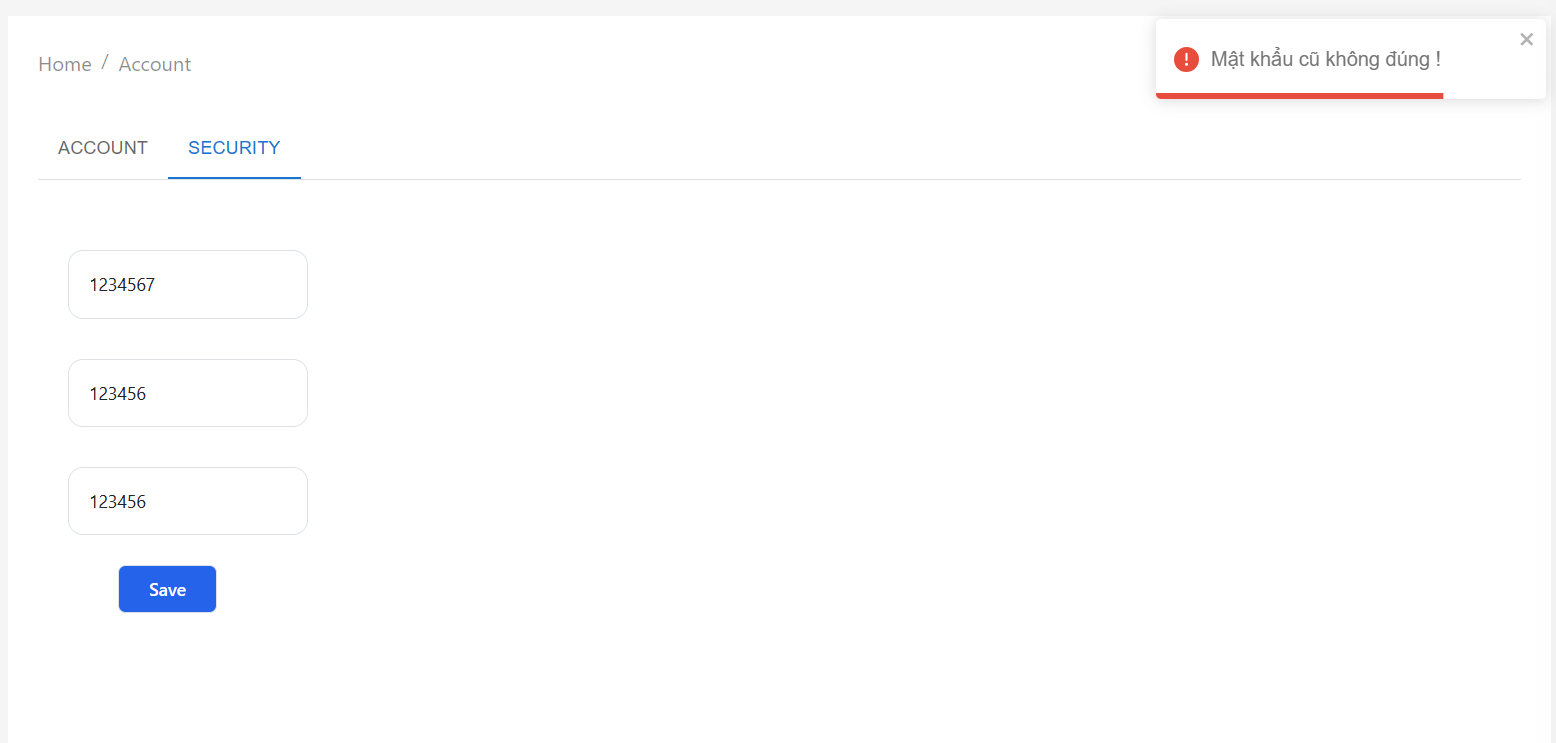 Home / Account
Mật khẩu cũ không đúng !
ACCOUNT SECURITY
1234567
123456
123456
Save